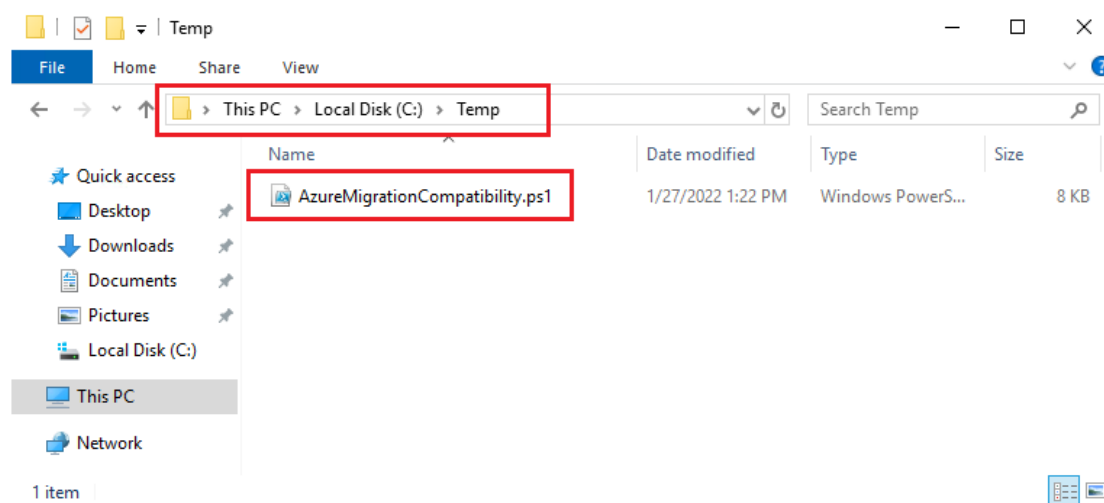 Temp
File Home Share View
This PC > Local Disk (C:) > Temp
Search Temp
Name Date modified Type Size
Quick access
AzureMigrationCompatibility.ps1 1/27/2022 1:22 PM Windows PowerS... 8 KB
Desktop
Downloads
Documents
Pictures
Local Disk (C:)
This PC
Network
1 item